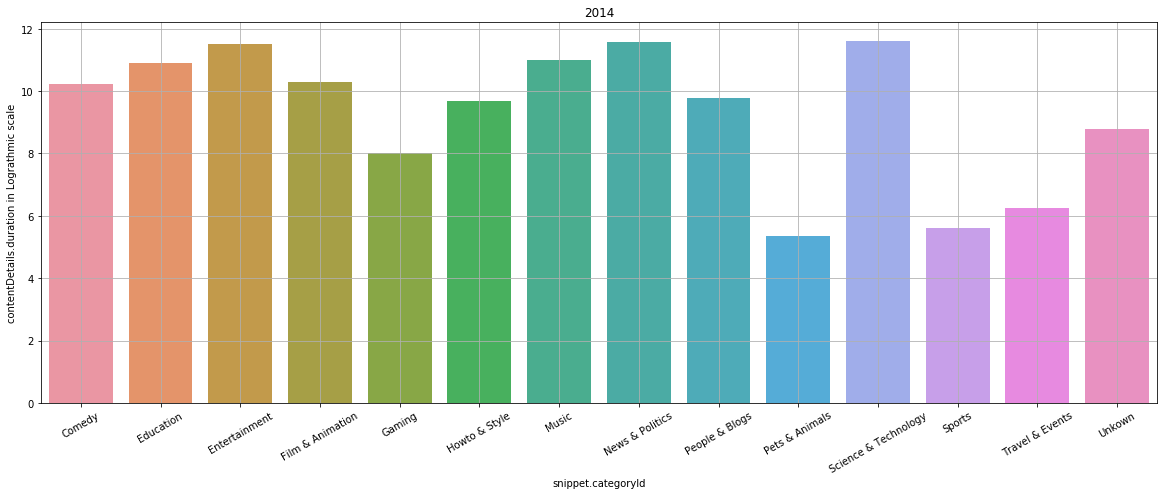 2014
contentDetails.duration in Lograthmic scale
12
10
8
6
4
2
0
Comedy
Education
Entertainment
Film & Animation
Gaming
Howto & Style
Music
News & Politics
People & Blogs
Pets & Animals
Science & Technology
Sports
Travel & Events
Unkown
snippet.categoryId